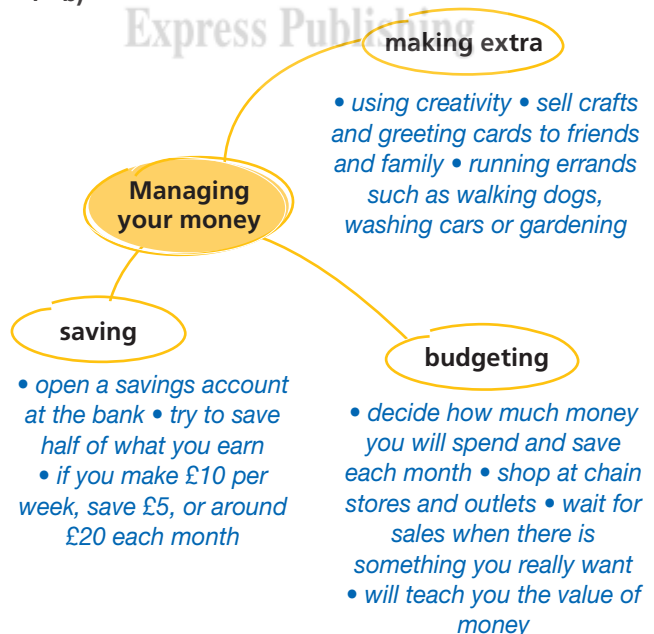 Express Publishing
making extra
• using creativity • sell crafts
and greeting cards to friends
and family • running errands
such as walking dogs,
washing cars or gardening
Managing
your money
saving
• open a savings account
at the bank • try to save
half of what you earn
• if you make £10 per
week, save £5, or around
£20 each month
budgeting
• decide how much money
you will spend and save
each month • shop at chain
stores and outlets • wait for
sales when there is
something you really want
• will teach you the value of
money